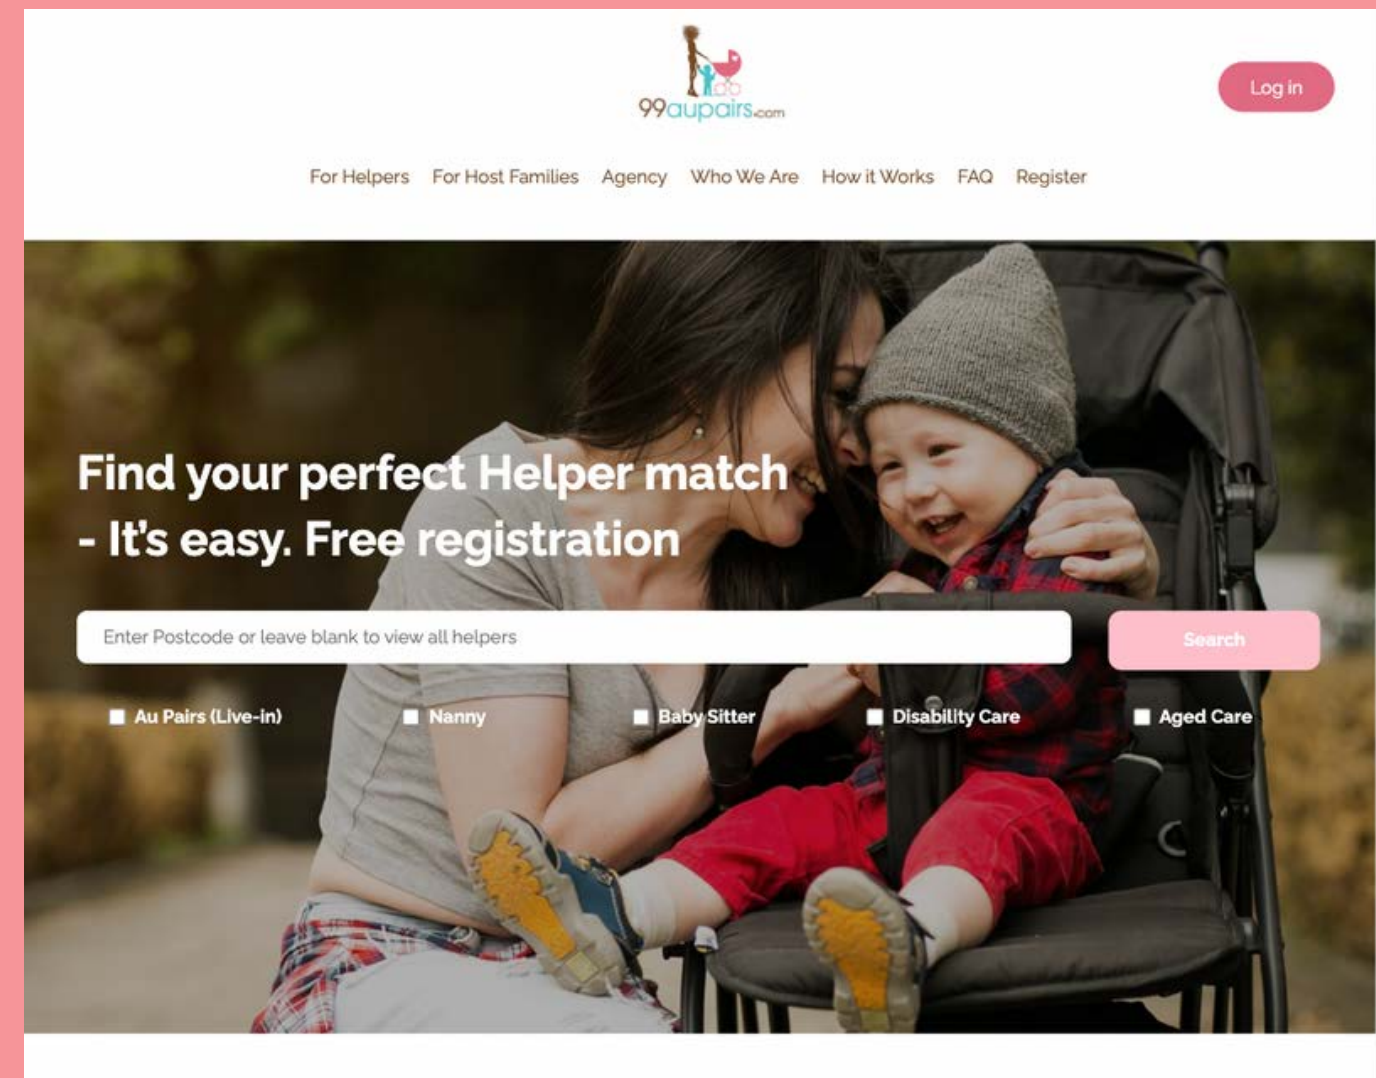 99aupairs.com
Log in
For Helpers For Host Families Agency Who We Are How it Works FAQ Register
Find your perfect Helper match
- It's easy. Free registration
Enter Postcode or leave blank to view all helpers
Search
Au Pairs (Live-in) Nanny Baby Sitter Disability Care Aged Care